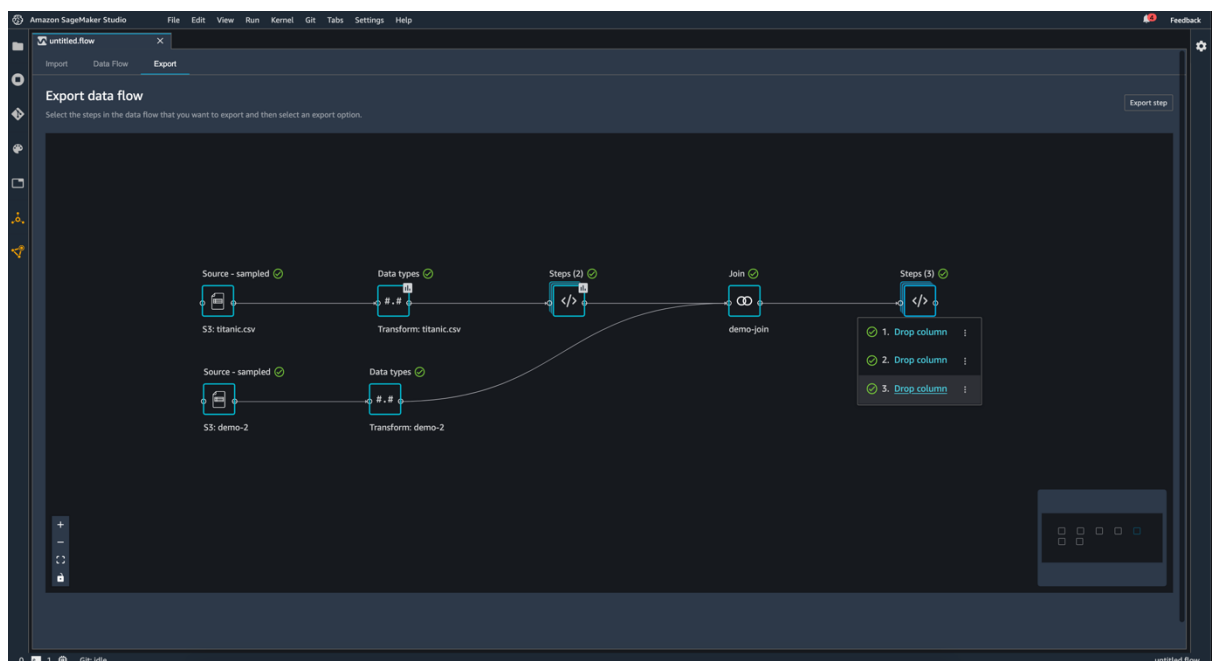 Amazon SageMaker Studio File Edit View Run Kernel Git Tabs Settings Help 4 Feedback
untitled.flow ×
Import Data Flow Export
Export data flow
Export step
Select the steps in the data flow that you want to export and then select an export option.
Source - sampled Data types Steps (2) Join Steps (3)
#.# </> </>
S3: titanic.csv Transform: titanic.csv demo-join
1. Drop column
2. Drop column
3. Drop column
Source - sampled Data types
#.#
S3: demo-2 Transform: demo-2
+
−
0 1 Git: idle untitled.flow